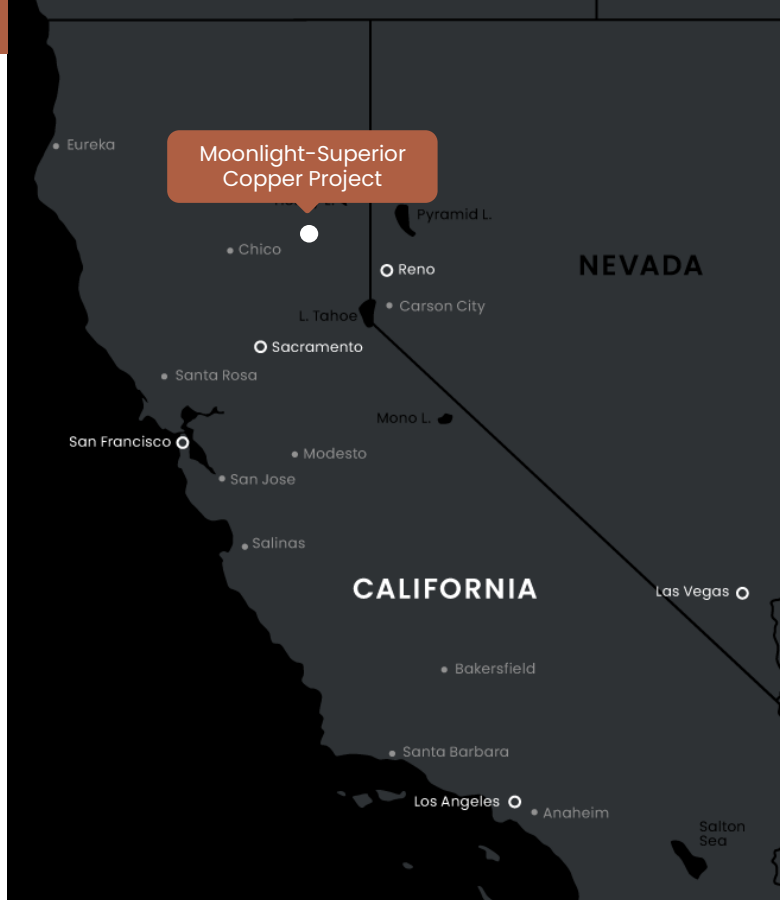 Eureka
Moonlight-Superior
Copper Project
Pyramid L.
Chico
Reno
NEVADA
Carson City
L. Tahoe
Sacramento
Santa Rosa
Mono L.
San Francisco
Modesto
San Jose
Salinas
CALIFORNIA
Las Vegas
Bakersfield
Santa Barbara
Los Angeles
Anaheim
Salton
Sea